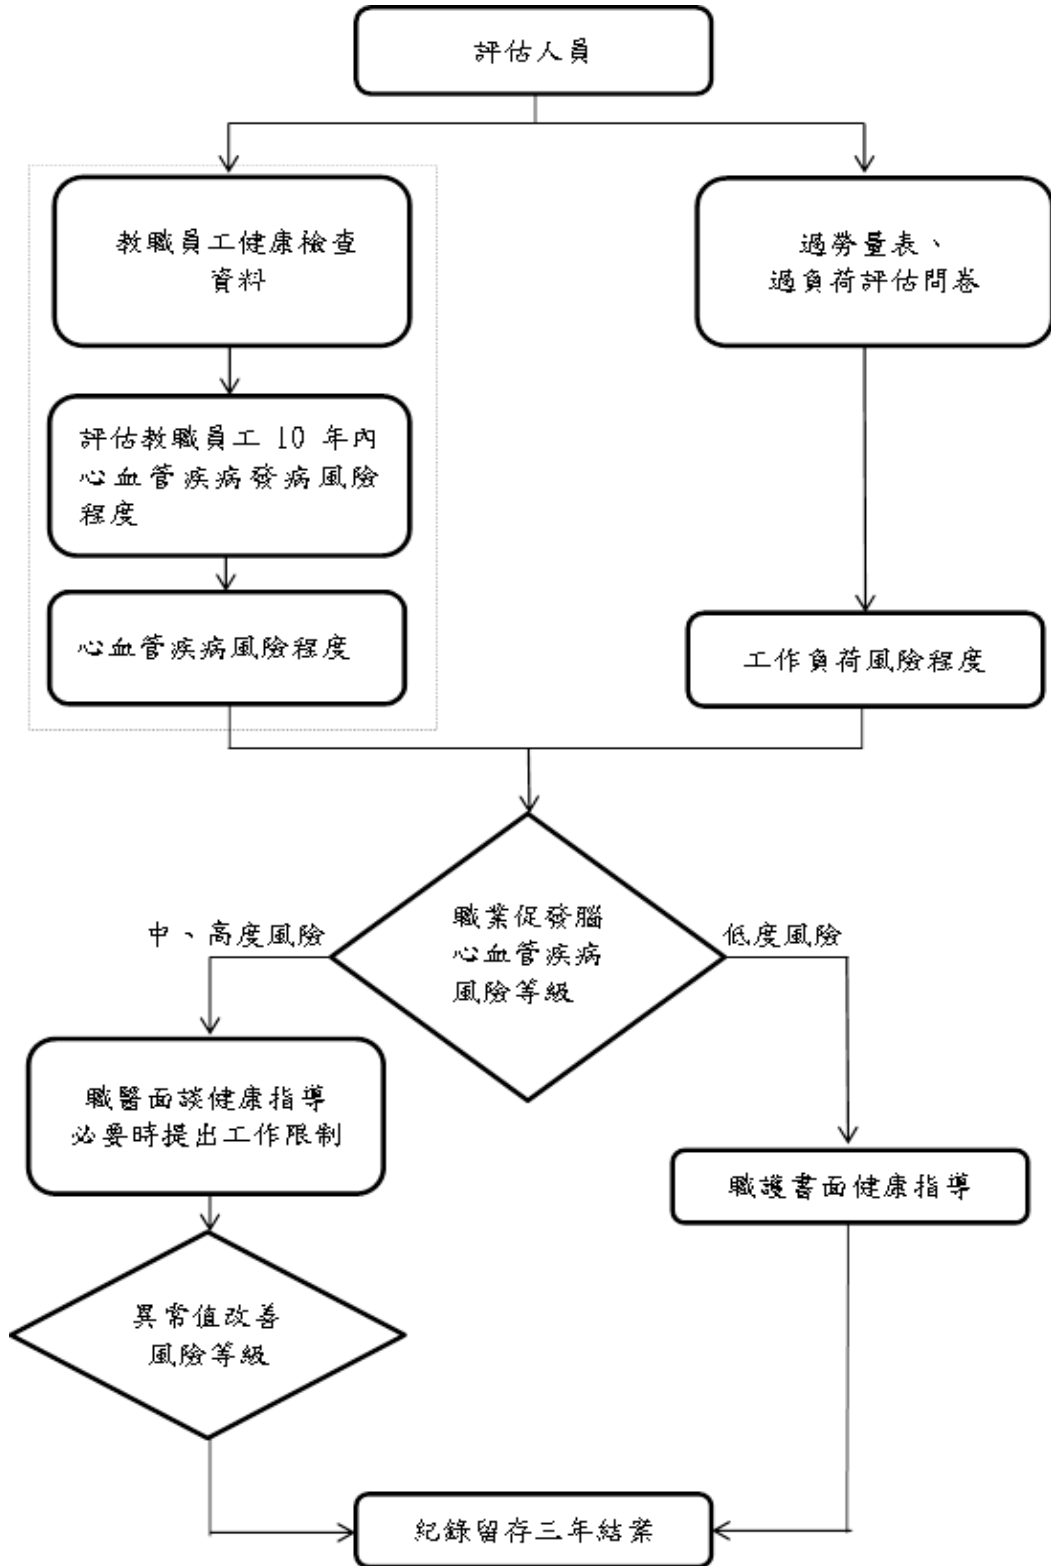 評估人員
教職員工健康檢查
資料
過勞量表、
過負荷評估問卷
評估教職員工 10 年內
心血管疾病發病風險
程度
心血管疾病風險程度
工作負荷風險程度
職業促發腦
心血管疾病
風險等級
中、高度風險
低度風險
職醫面談健康指導
必要時提出工作限制
職護書面健康指導
異常值改善
風險等級
紀錄留存三年結案